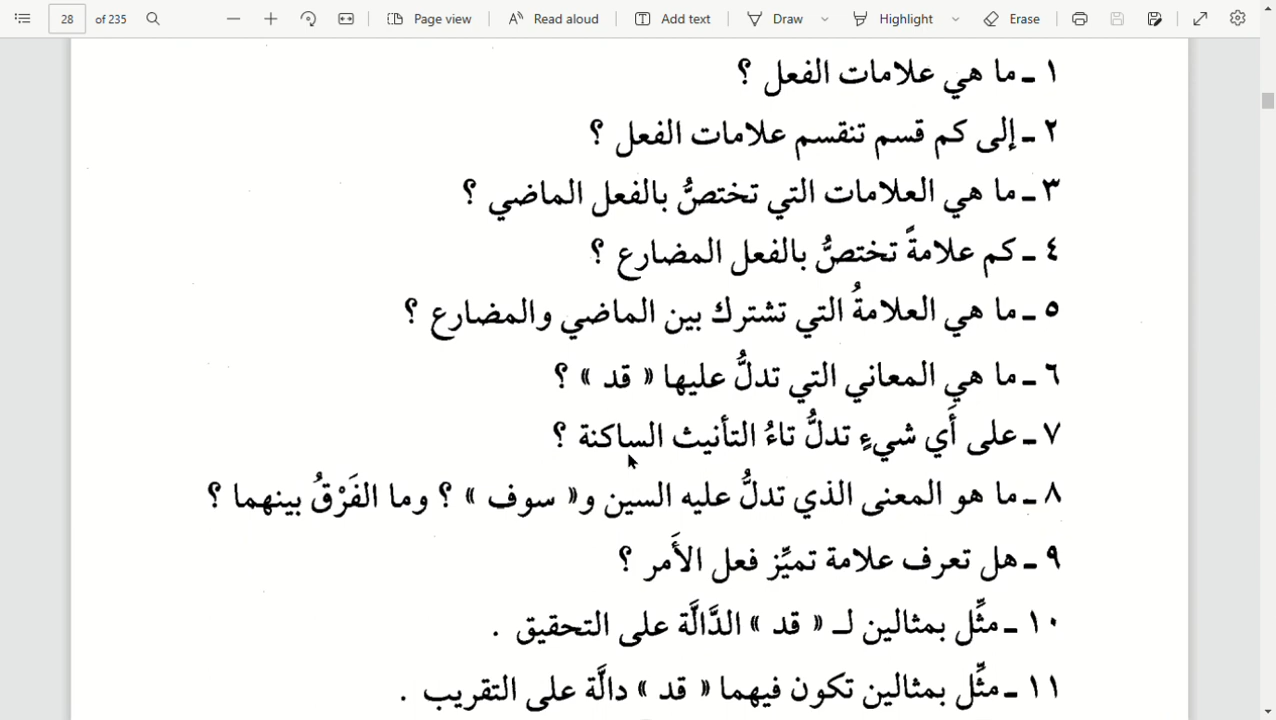 28 of 235 Page view Read aloud Add text Draw Highlight Erase
١ ـ ما هي علامات الفعل ؟
٢ ـ إلى كم قسم تنقسم علامات الفعل ؟
٣ ـ ما هي العلامات التي تختصُّ بالفعل الماضي ؟
٤ ـ كم علامةً تختصُّ بالفعل المضارع ؟
٥ ـ ما هي العلامةُ التي تشترك بين الماضي والمضارع ؟
٦ ـ ما هي المعاني التي تدلُّ عليها « قد » ؟
٧ ـ على أَي شيءٍ تدلُّ تاءُ التأنيث الساكنة ؟
٨ ـ ما هو المعنى الذي تدلُّ عليه السين و« سوف » ؟ وما الفَرْقُ بينهما ؟
٩ ـ هل تعرف علامة تميِّز فعل الأَمر ؟
١٠ ـ مثِّل بمثالين لـ « قد » الدَّالَّة على التحقيق .
١١ ـ مثِّل بمثالين تكون فيهما « قد » دالَّة على التقريب .